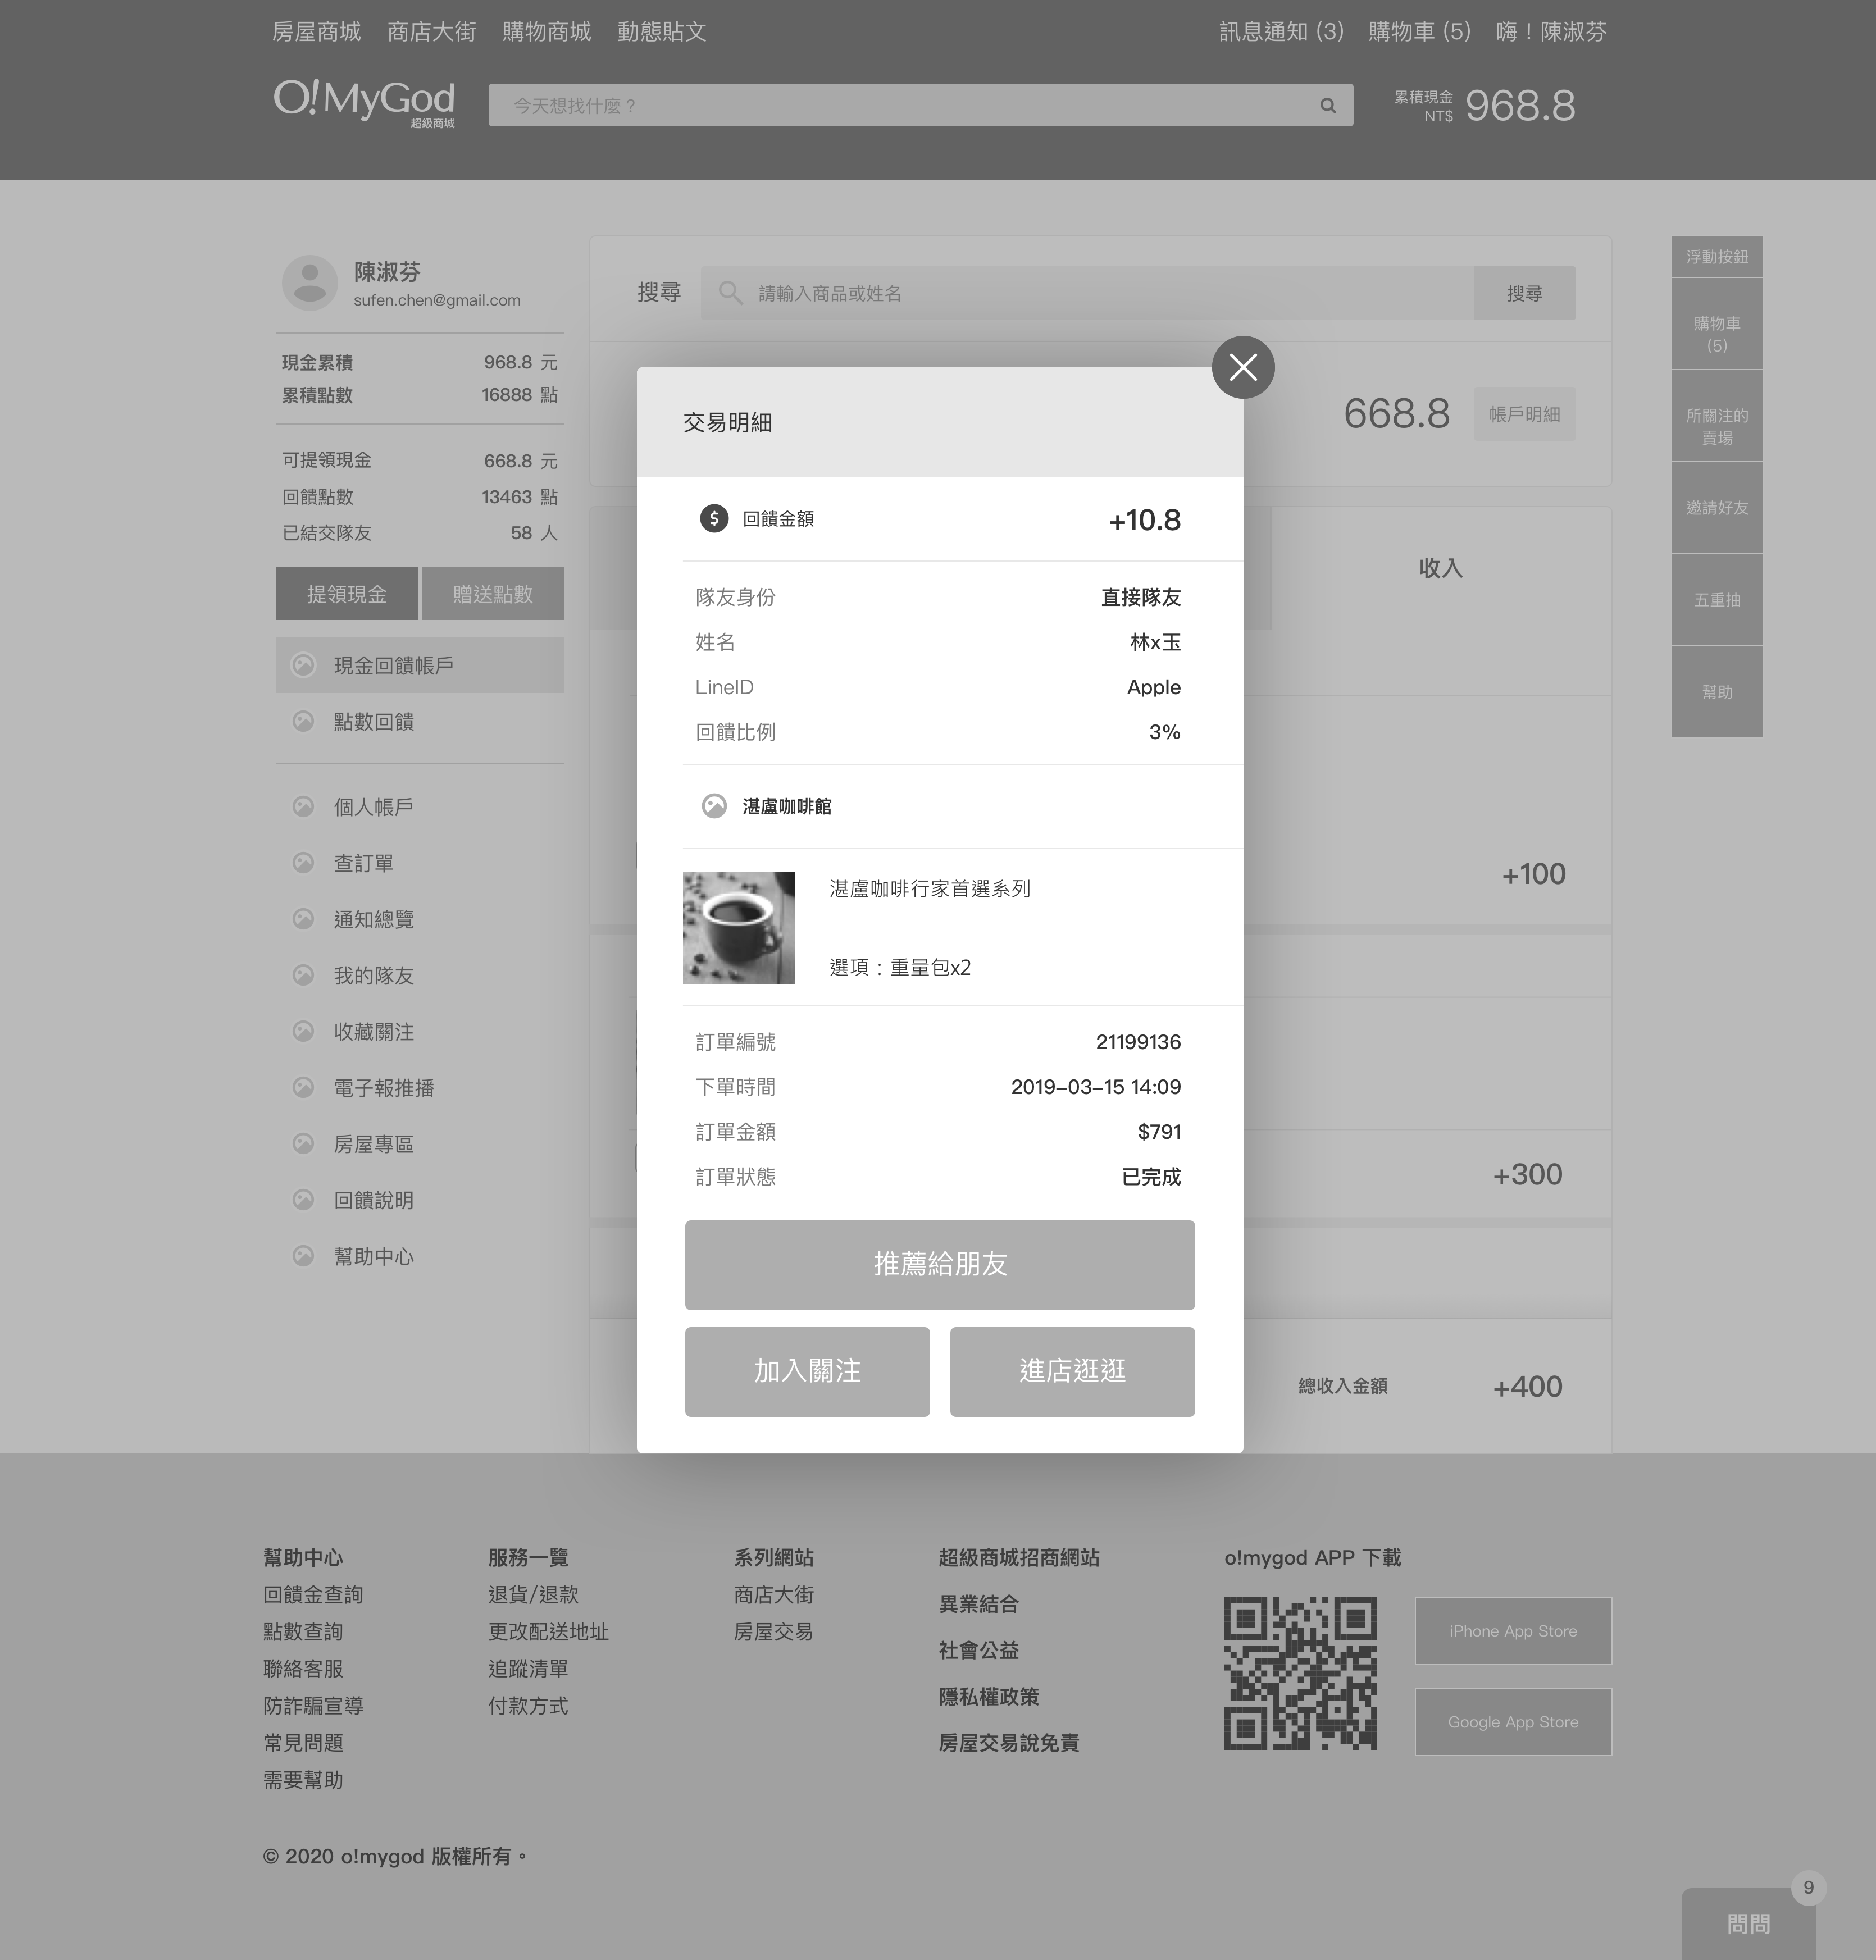 房屋商城 商店大街 購物商城 動態貼文 訊息通知 (3) 購物車 (5) 嗨！陳淑芬
O!MyGod
超級商城
今天想找什麼？
累積現金
NT$
968.8
陳淑芬
sufen.chen@gmail.com
現金累積 968.8 元
累積點數 16888 點
可提領現金 668.8 元
回饋點數 13463 點
已結交隊友 58 人
提領現金 贈送點數
現金回饋帳戶
點數回饋
個人帳戶
查訂單
通知總覽
我的隊友
收藏關注
電子報推播
房屋專區
回饋說明
幫助中心
搜尋 請輸入商品或姓名 搜尋
668.8 帳戶明細
收入
+100
+300
總收入金額 +400
交易明細
回饋金額 +10.8
隊友身份 直接隊友
姓名 林x玉
LineID Apple
回饋比例 3%
湛盧咖啡館
湛盧咖啡行家首選系列
選項：重量包x2
訂單編號 21199136
下單時間 2019–03–15 14:09
訂單金額 $791
訂單狀態 已完成
推薦給朋友
加入關注 進店逛逛
浮動按鈕
購物車
(5)
所關注的
賣場
邀請好友
五重抽
幫助
幫助中心
回饋金查詢
點數查詢
聯絡客服
防詐騙宣導
常見問題
需要幫助
服務一覽
退貨/退款
更改配送地址
追蹤清單
付款方式
系列網站
商店大街
房屋交易
超級商城招商網站
異業結合
社會公益
隱私權政策
房屋交易說免責
o!mygod APP 下載
iPhone App Store
Google App Store
© 2020 o!mygod 版權所有。
9
問問